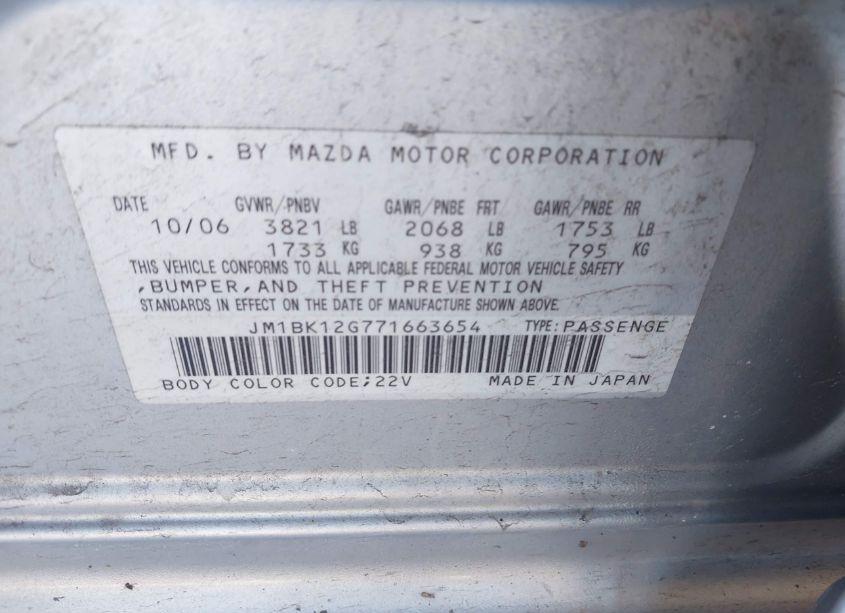 MFD. BY MAZDA MOTOR CORPORATION
DATE GVWR/PNBV GAWR/PNBE FRT GAWR/PNBE RR
10/06 3821 LB 2068 LB 1753 LB
1733 KG 938 KG 795 KG
THIS VEHICLE CONFORMS TO ALL APPLICABLE FEDERAL MOTOR VEHICLE SAFETY
,BUMPER,AND THEFT PREVENTION
STANDARDS IN EFFECT ON THE DATE OF MANUFACTURE SHOWN ABOVE.
JM1BK12G771663654 TYPE:PASSENGE
BODY COLOR CODE;22V MADE IN JAPAN